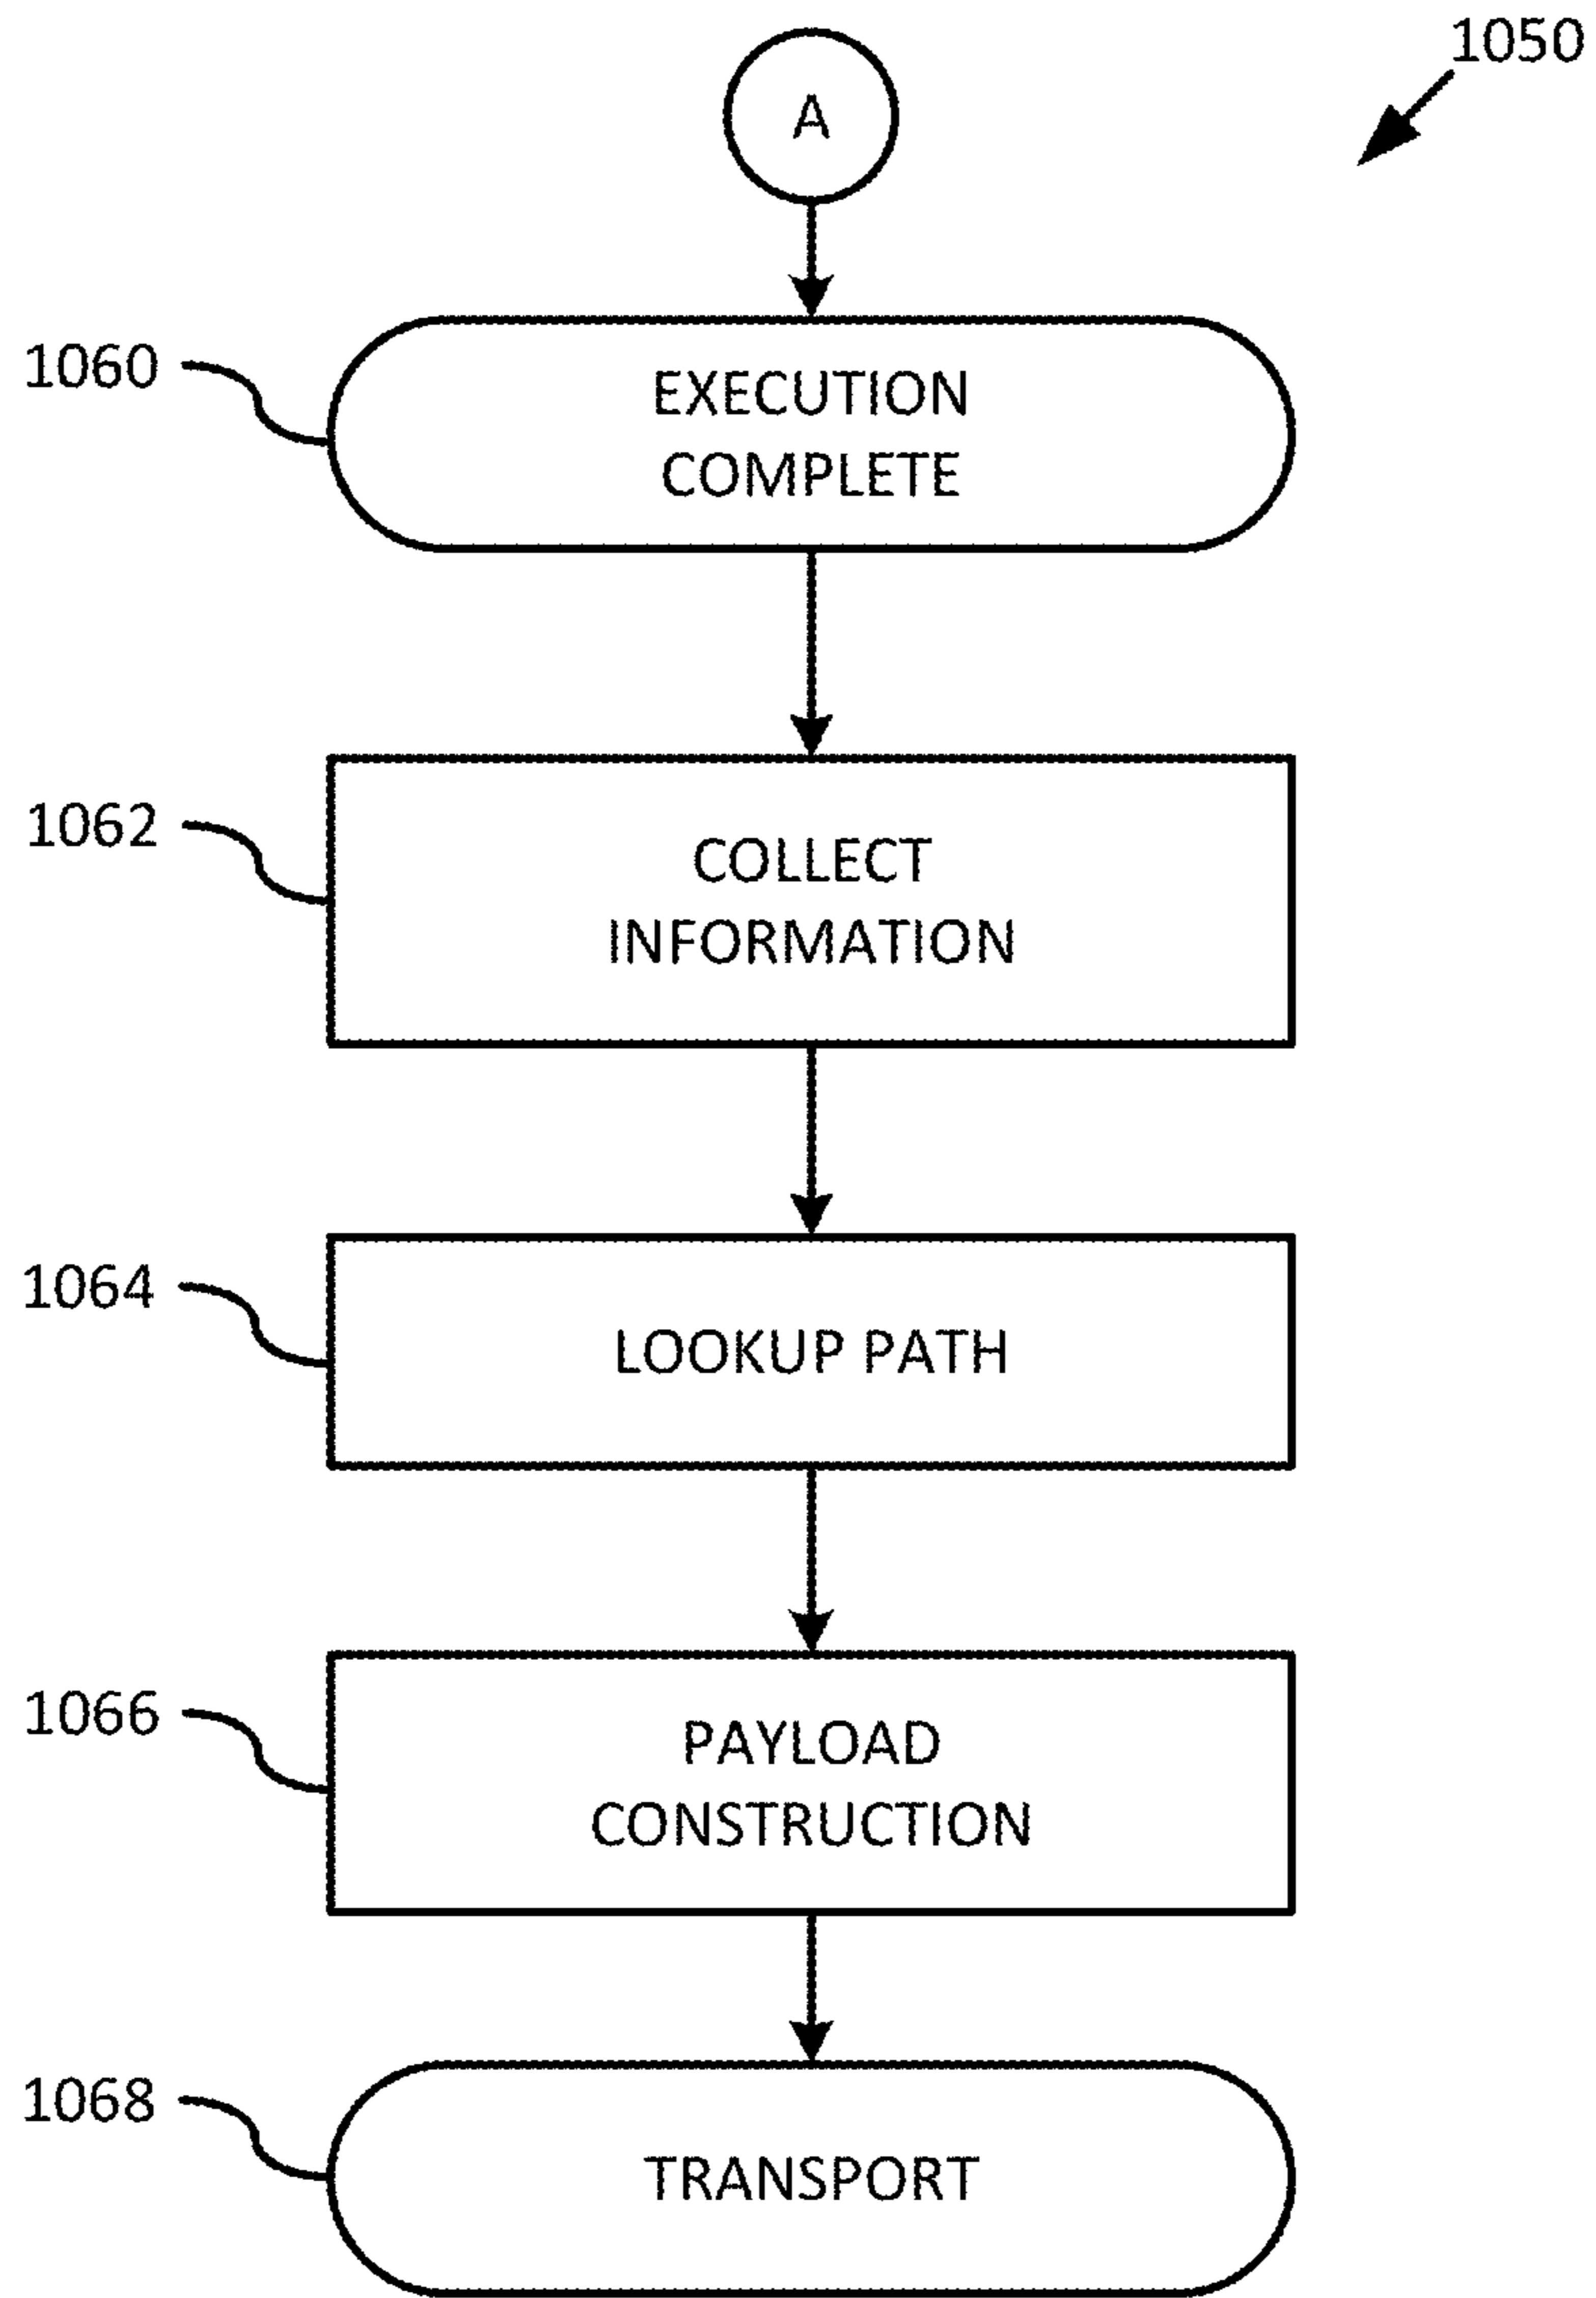 1050
A
1060
EXECUTION
COMPLETE
1062
COLLECT
INFORMATION
1064
LOOKUP PATH
1066
PAYLOAD
CONSTRUCTION
1068
TRANSPORT